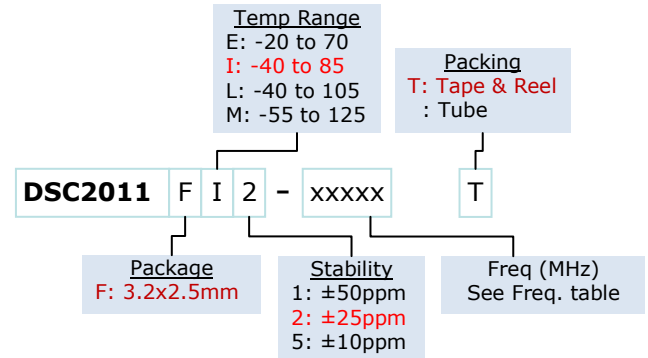 Temp Range
E: -20 to 70
I: -40 to 85
L: -40 to 105
M: -55 to 125
Packing
T: Tape & Reel
: Tube
DSC2011 F I 2 - xxxxx T
Package
F: 3.2x2.5mm
Stability
1: ±50ppm
2: ±25ppm
5: ±10ppm
Freq (MHz)
See Freq. table